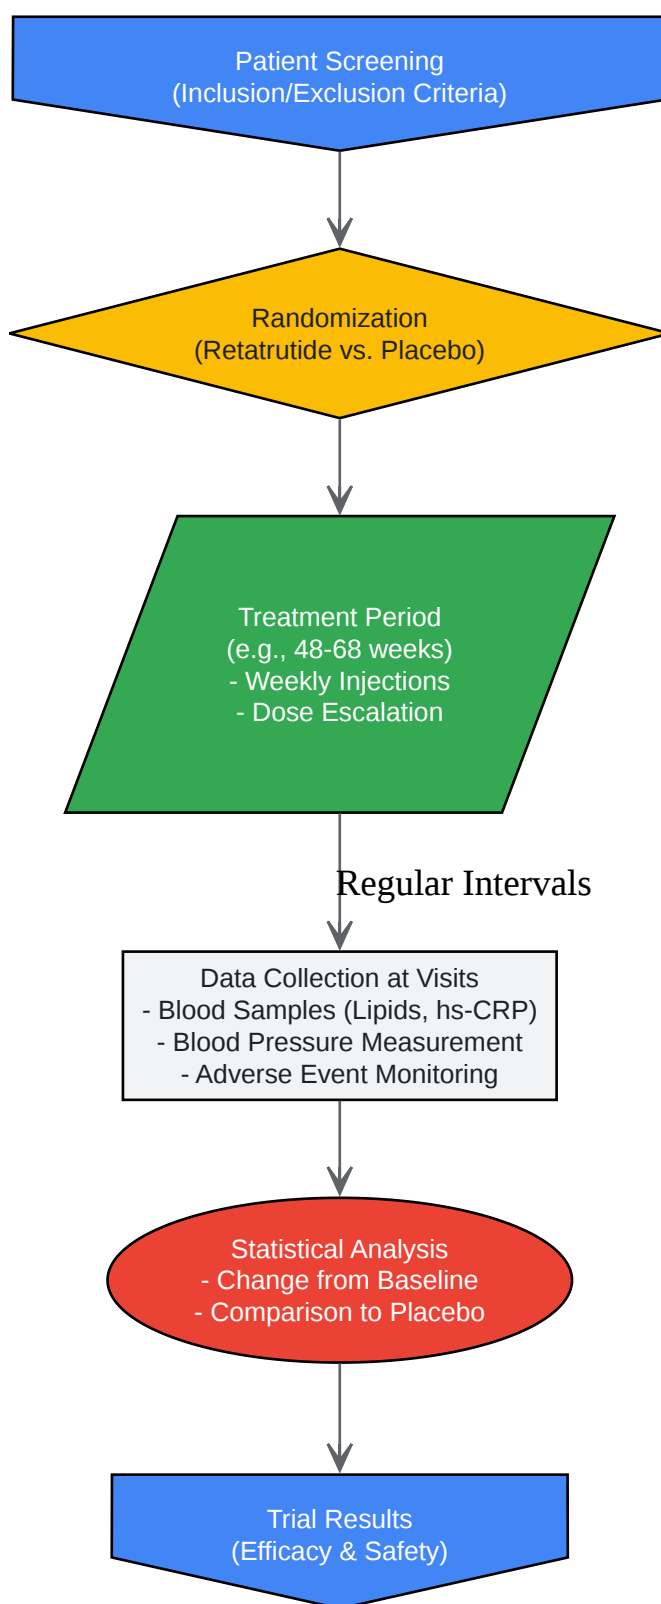 Patient Screening
(Inclusion/Exclusion Criteria)
Randomization
(Retatrutide vs. Placebo)
Treatment Period
(e.g., 48-68 weeks)
- Weekly Injections
- Dose Escalation
Regular Intervals
Data Collection at Visits
- Blood Samples (Lipids, hs-CRP)
- Blood Pressure Measurement
- Adverse Event Monitoring
Statistical Analysis
- Change from Baseline
- Comparison to Placebo
Trial Results
(Efficacy & Safety)